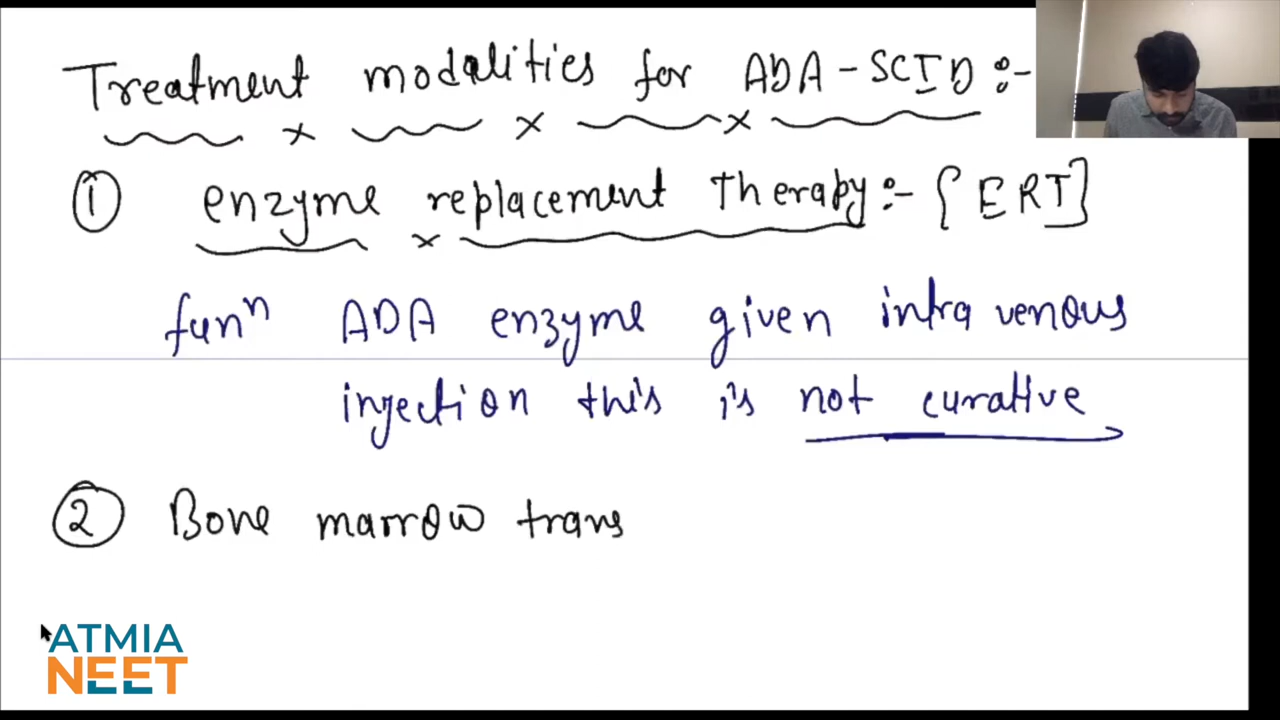 Treatment modalities for ADA-SCID :-
① enzyme replacement Therapy :- {ERT}
funⁿ ADA enzyme given intra venous
injection this is not curative
② Bone marrow trans
ATMIA
NEET